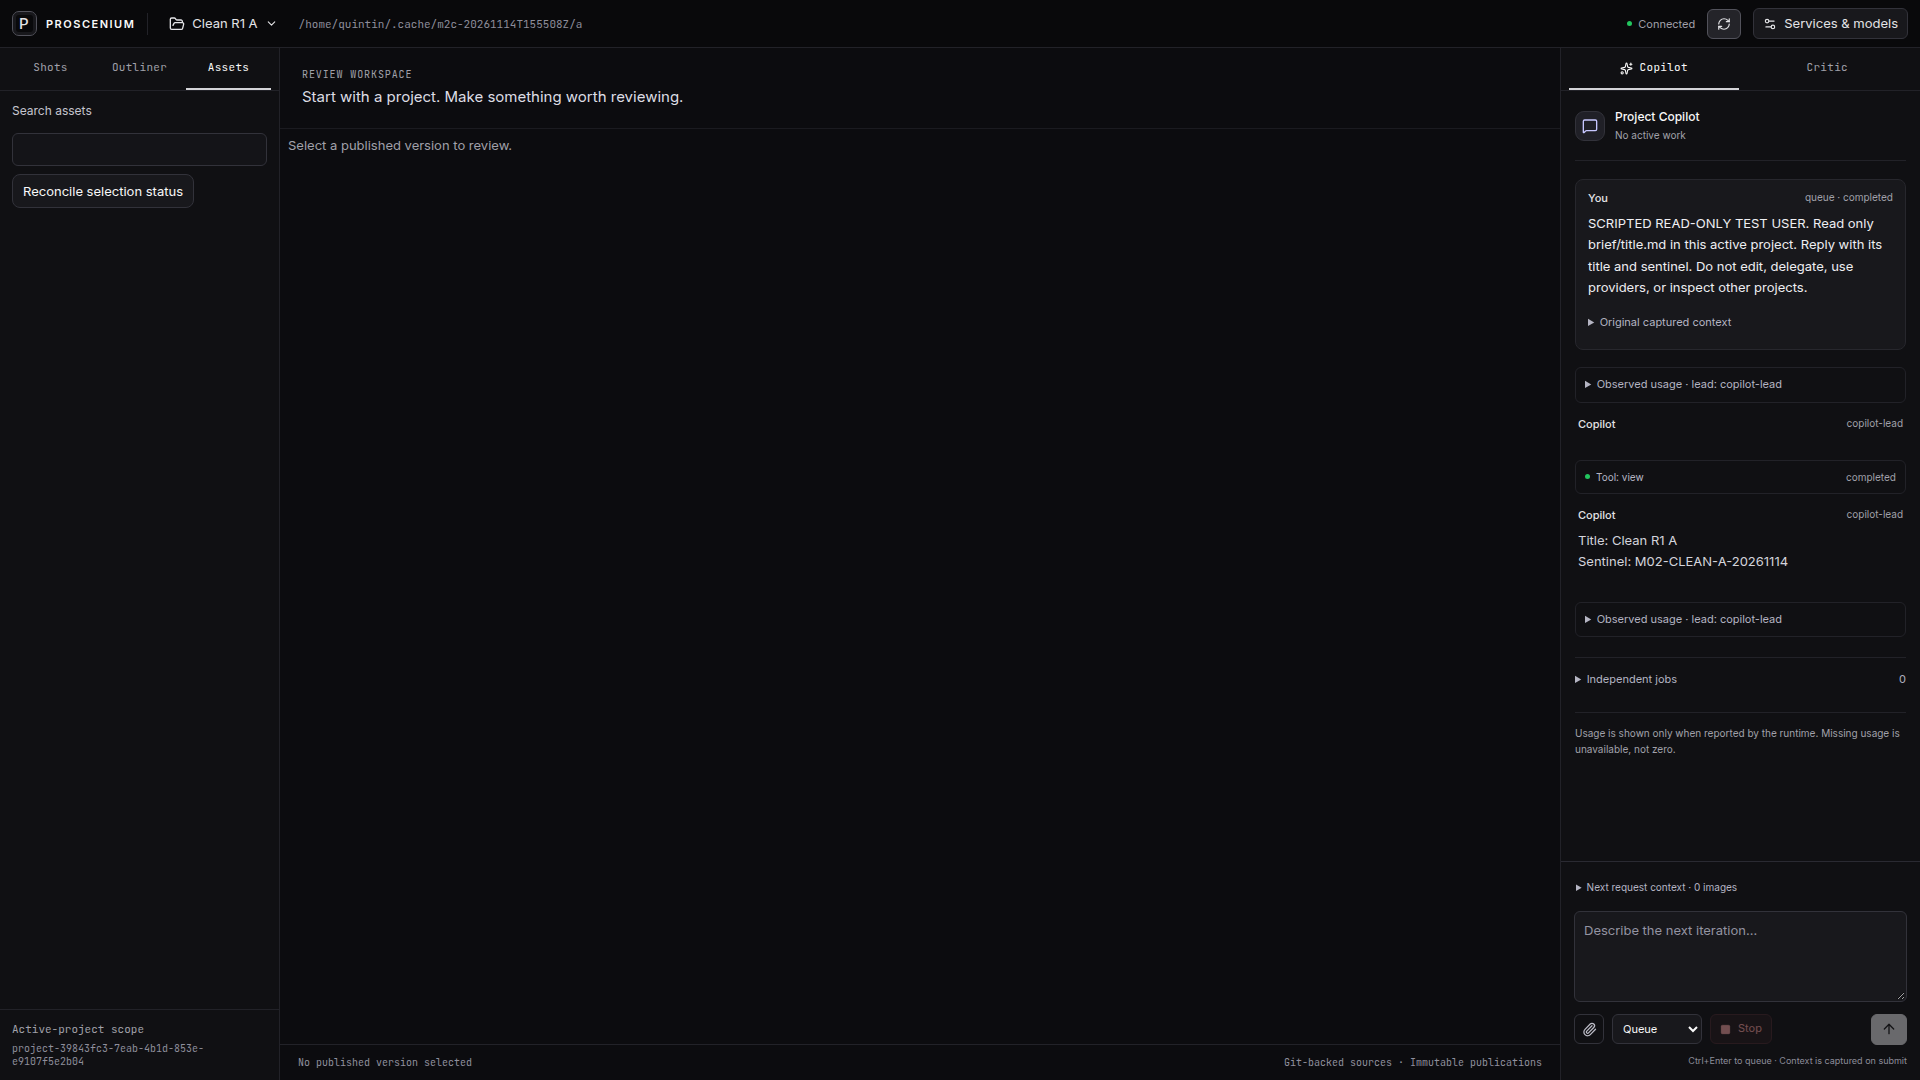 P PROSCENIUM
Clean R1 A
/home/quintin/.cache/m2c-20261114T155508Z/a
Connected
Services & models
Shots
Outliner
Assets
Search assets
Reconcile selection status
Active-project scope
project-39843fc3-7eab-4b1d-853e-
e9107f5e2b04
REVIEW WORKSPACE
Start with a project. Make something worth reviewing.
Select a published version to review.
No published version selected
Git-backed sources · Immutable publications
Copilot
Critic
Project Copilot
No active work
You
queue · completed
SCRIPTED READ-ONLY TEST USER. Read only
brief/title.md in this active project. Reply with its
title and sentinel. Do not edit, delegate, use
providers, or inspect other projects.
Original captured context
Observed usage · lead: copilot-lead
Copilot
copilot-lead
Tool: view
completed
Copilot
copilot-lead
Title: Clean R1 A
Sentinel: M02-CLEAN-A-20261114
Observed usage · lead: copilot-lead
Independent jobs
0
Usage is shown only when reported by the runtime. Missing usage is
unavailable, not zero.
Next request context · 0 images
Describe the next iteration...
Queue
Stop
Ctrl+Enter to queue · Context is captured on submit